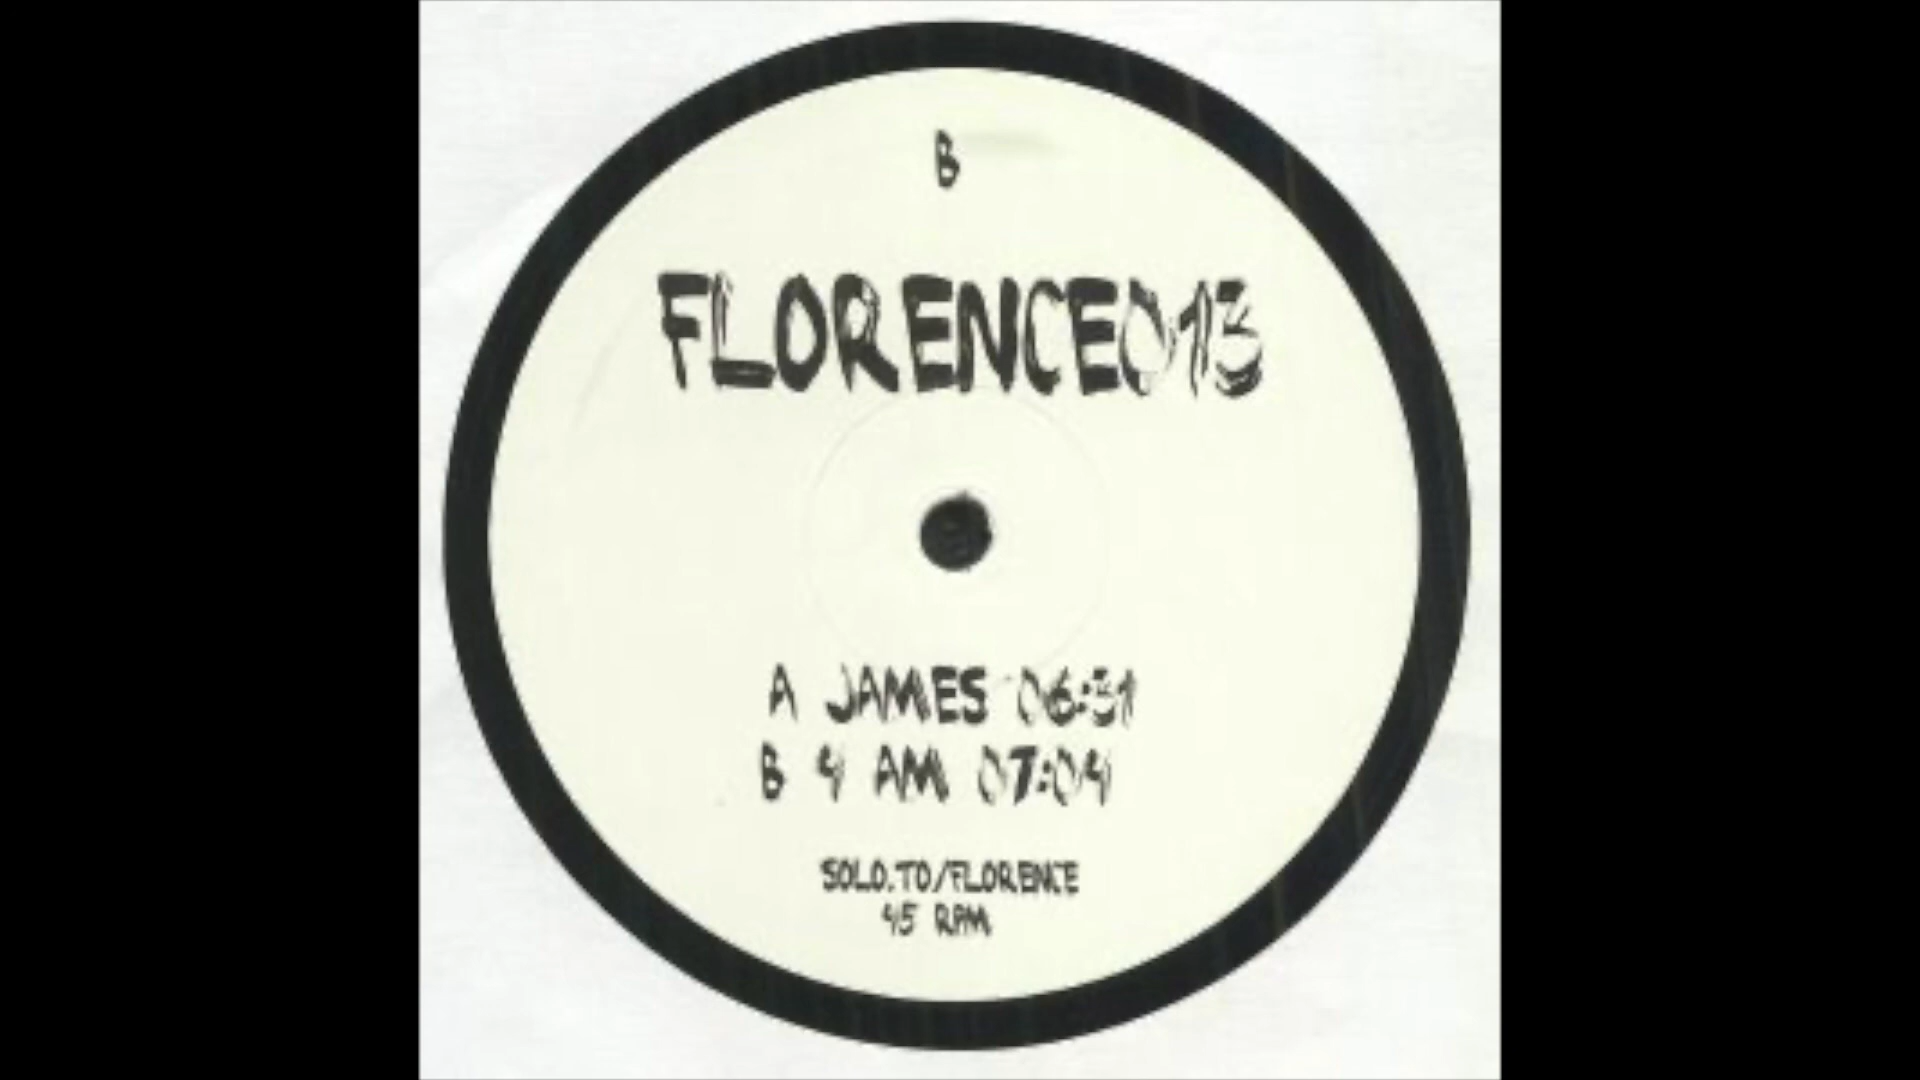 B
FLORENCE013
A JAMES 06:31
B 4 AM 07:04
SOLO.TO/FLORENCE
45 RPM